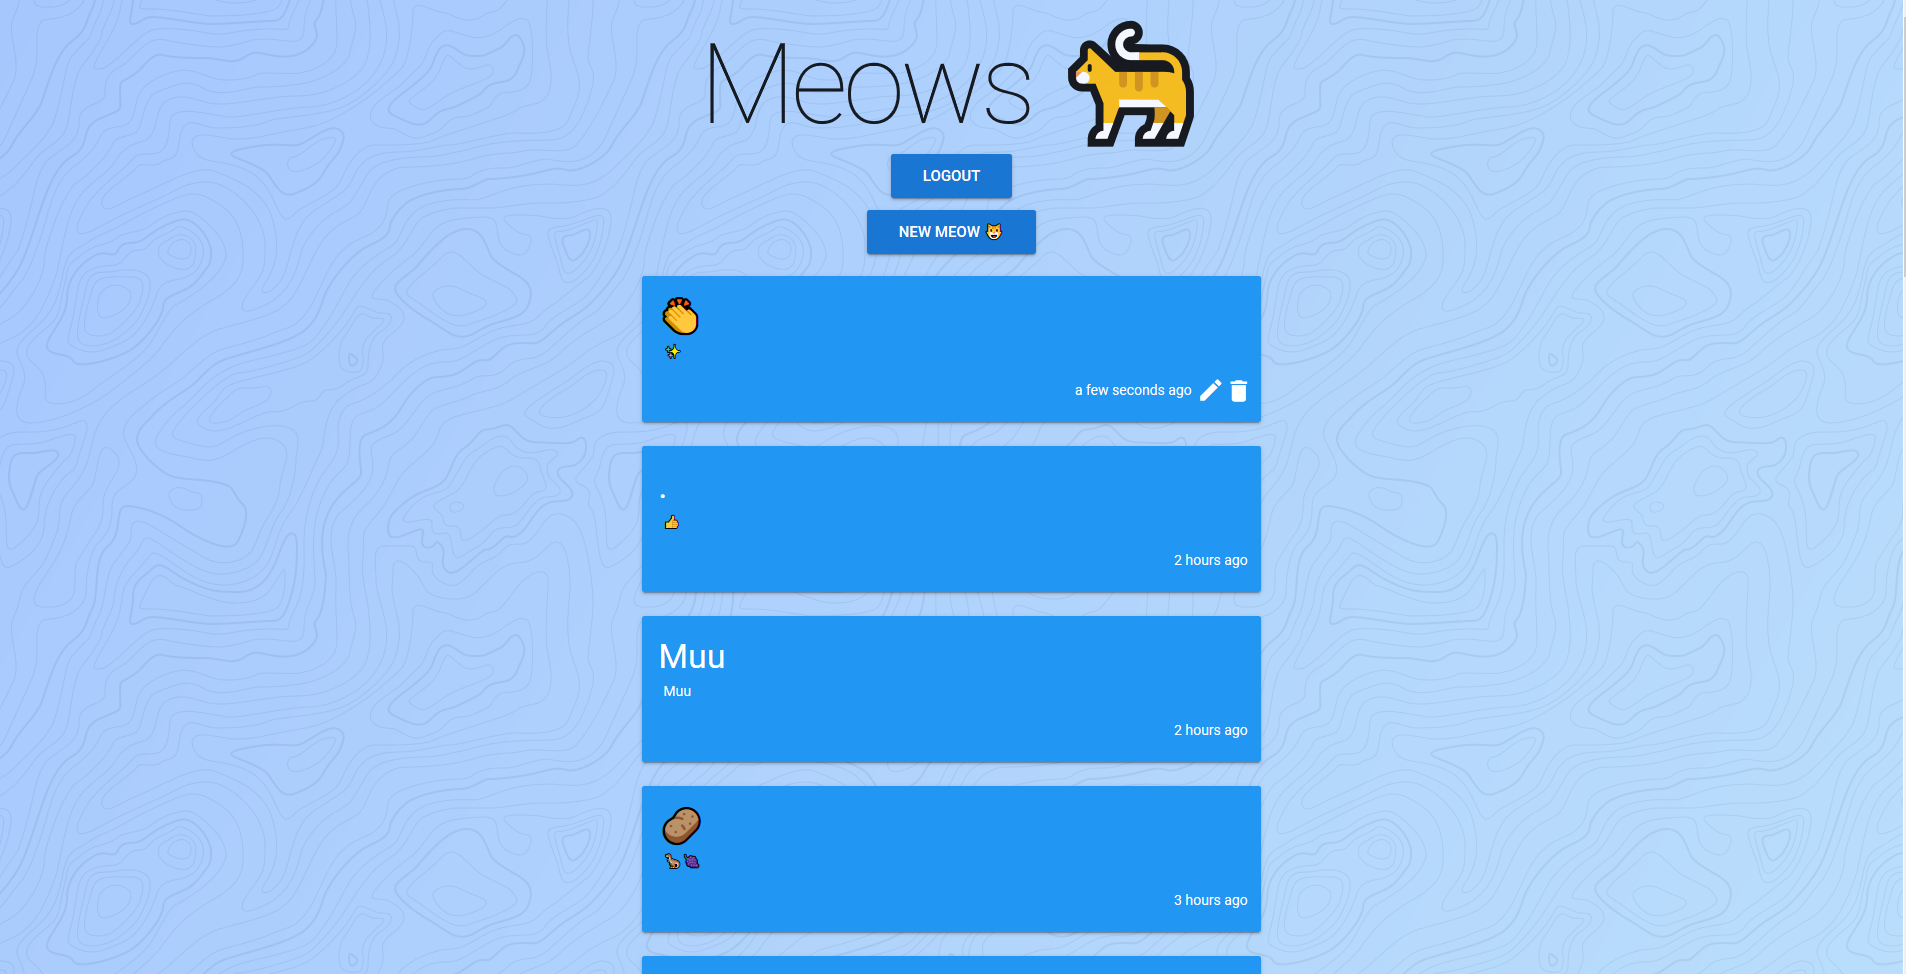 Meows
LOGOUT
NEW MEOW 😺
👏
✨
a few seconds ago
.
👍
2 hours ago
Muu
Muu
2 hours ago
🥔
🐆🍇
3 hours ago